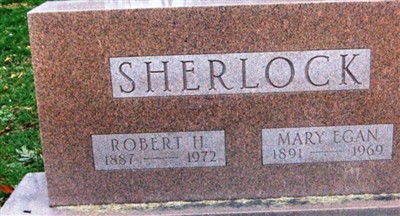 SHERLOCK
ROBERT H.
1887 — 1972
MARY EGAN
1891 — 1969